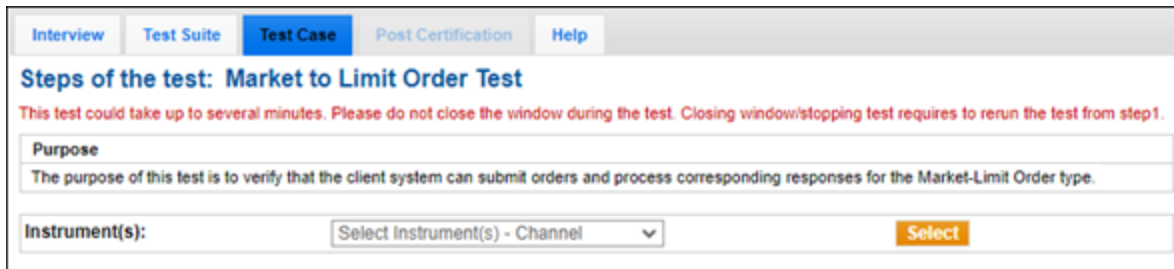 Interview Test Suite Test Case Post Certification Help
Steps of the test: Market to Limit Order Test
This test could take up to several minutes. Please do not close the window during the test. Closing window/stopping test requires to rerun the test from step1.
Purpose
The purpose of this test is to verify that the client system can submit orders and process corresponding responses for the Market-Limit Order type.
Instrument(s): Select Instrument(s) - Channel Select